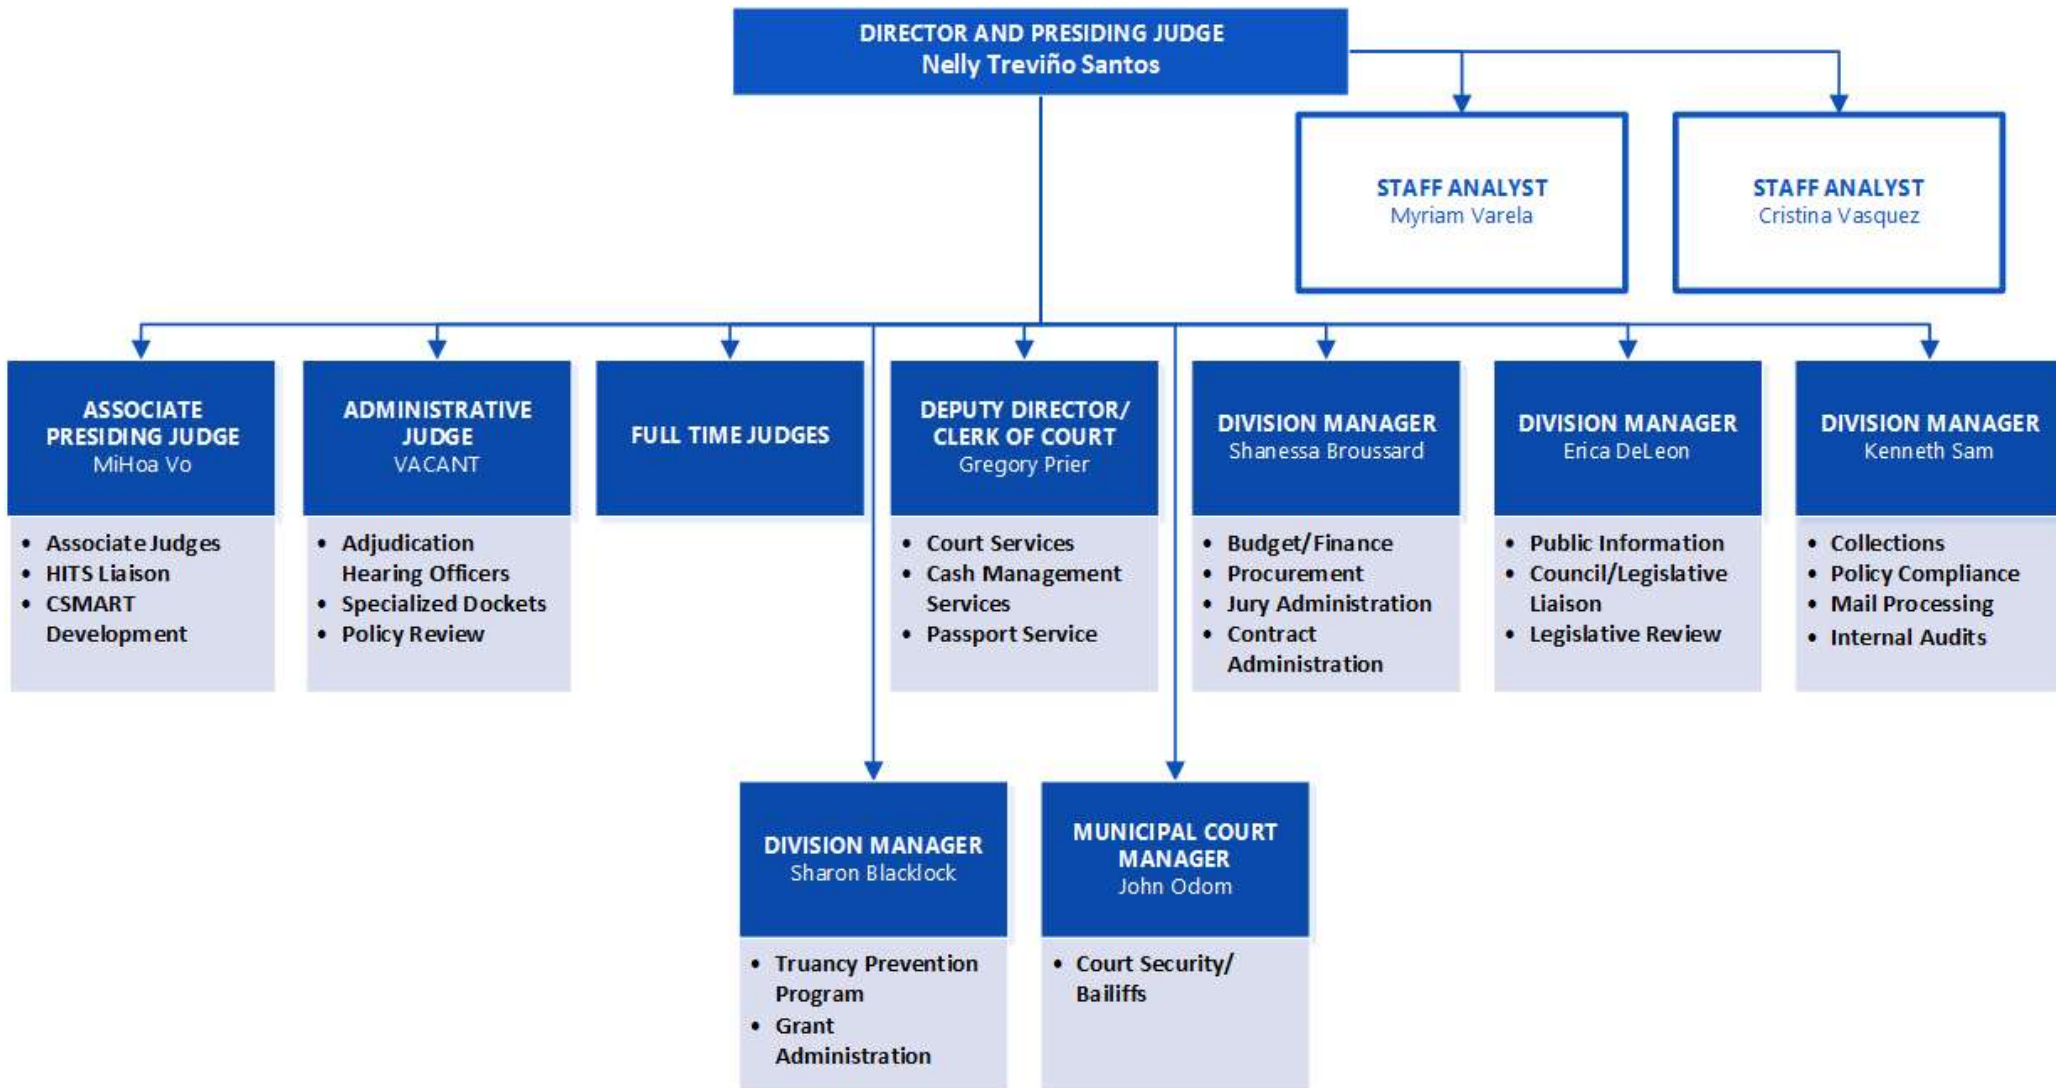 DIRECTOR AND PRESIDING JUDGE
Nelly Treviño Santos
STAFF ANALYST
Myriam Varela
STAFF ANALYST
Cristina Vasquez
ASSOCIATE
PRESIDING JUDGE
MiHoa Vo
• Associate Judges
• HITS Liaison
• CSMART
Development
ADMINISTRATIVE
JUDGE
VACANT
• Adjudication
Hearing Officers
• Specialized Dockets
• Policy Review
FULL TIME JUDGES
DEPUTY DIRECTOR/
CLERK OF COURT
Gregory Prier
• Court Services
• Cash Management
Services
• Passport Service
DIVISION MANAGER
Shanessa Broussard
• Budget/Finance
• Procurement
• Jury Administration
• Contract
Administration
DIVISION MANAGER
Erica DeLeon
• Public Information
• Council/Legislative
Liaison
• Legislative Review
DIVISION MANAGER
Kenneth Sam
• Collections
• Policy Compliance
• Mail Processing
• Internal Audits
DIVISION MANAGER
Sharon Blacklock
• Truancy Prevention
Program
• Grant
Administration
MUNICIPAL COURT
MANAGER
John Odom
• Court Security/
Bailiffs